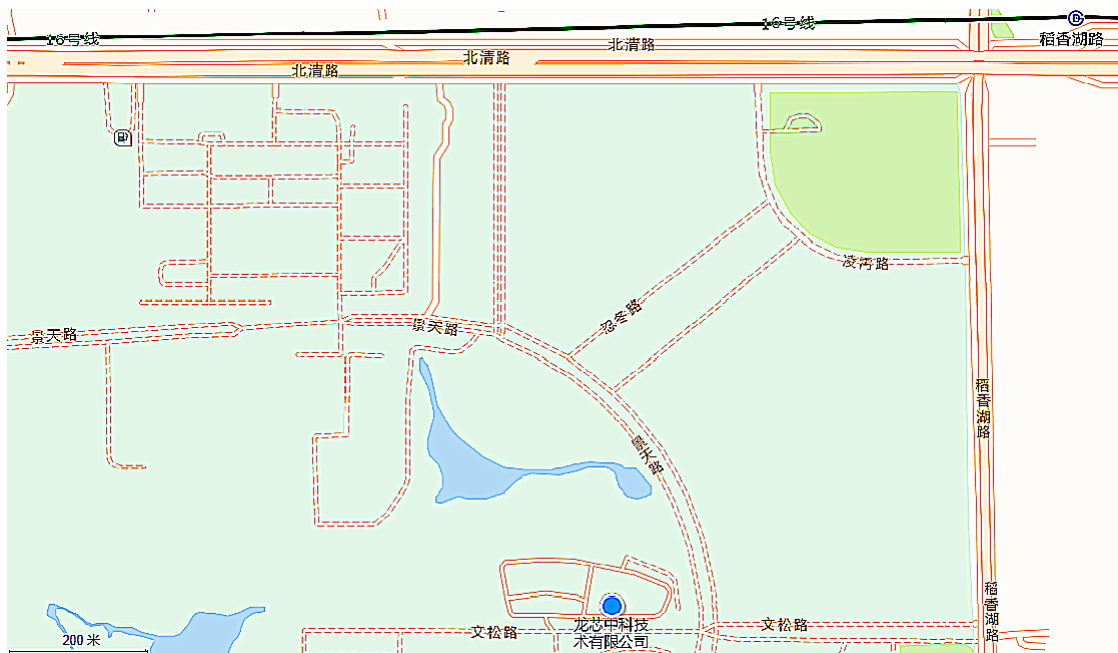 16号线
16号线
稻香湖路
北清路
北清路
北清路
凌霄路
忍冬路
景天路
景天路
稻香湖路
景天路
稻香湖路
龙芯中科技
术有限公司
文松路
文松路
200 米